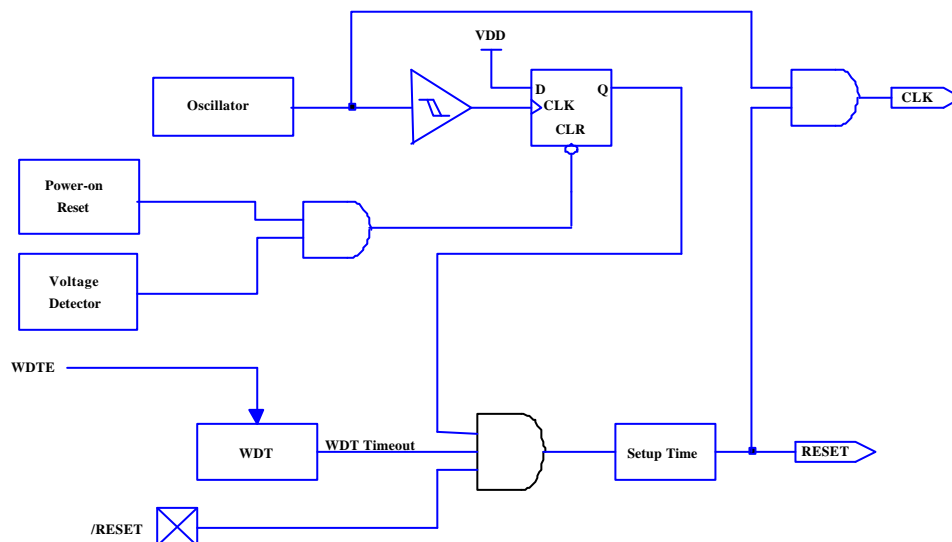 VDD
Oscillator
D
Q
CLK
CLR
CLK
Power-on
Reset
Voltage
Detector
WDTE
WDT
WDT Timeout
Setup Time
RESET
/RESET